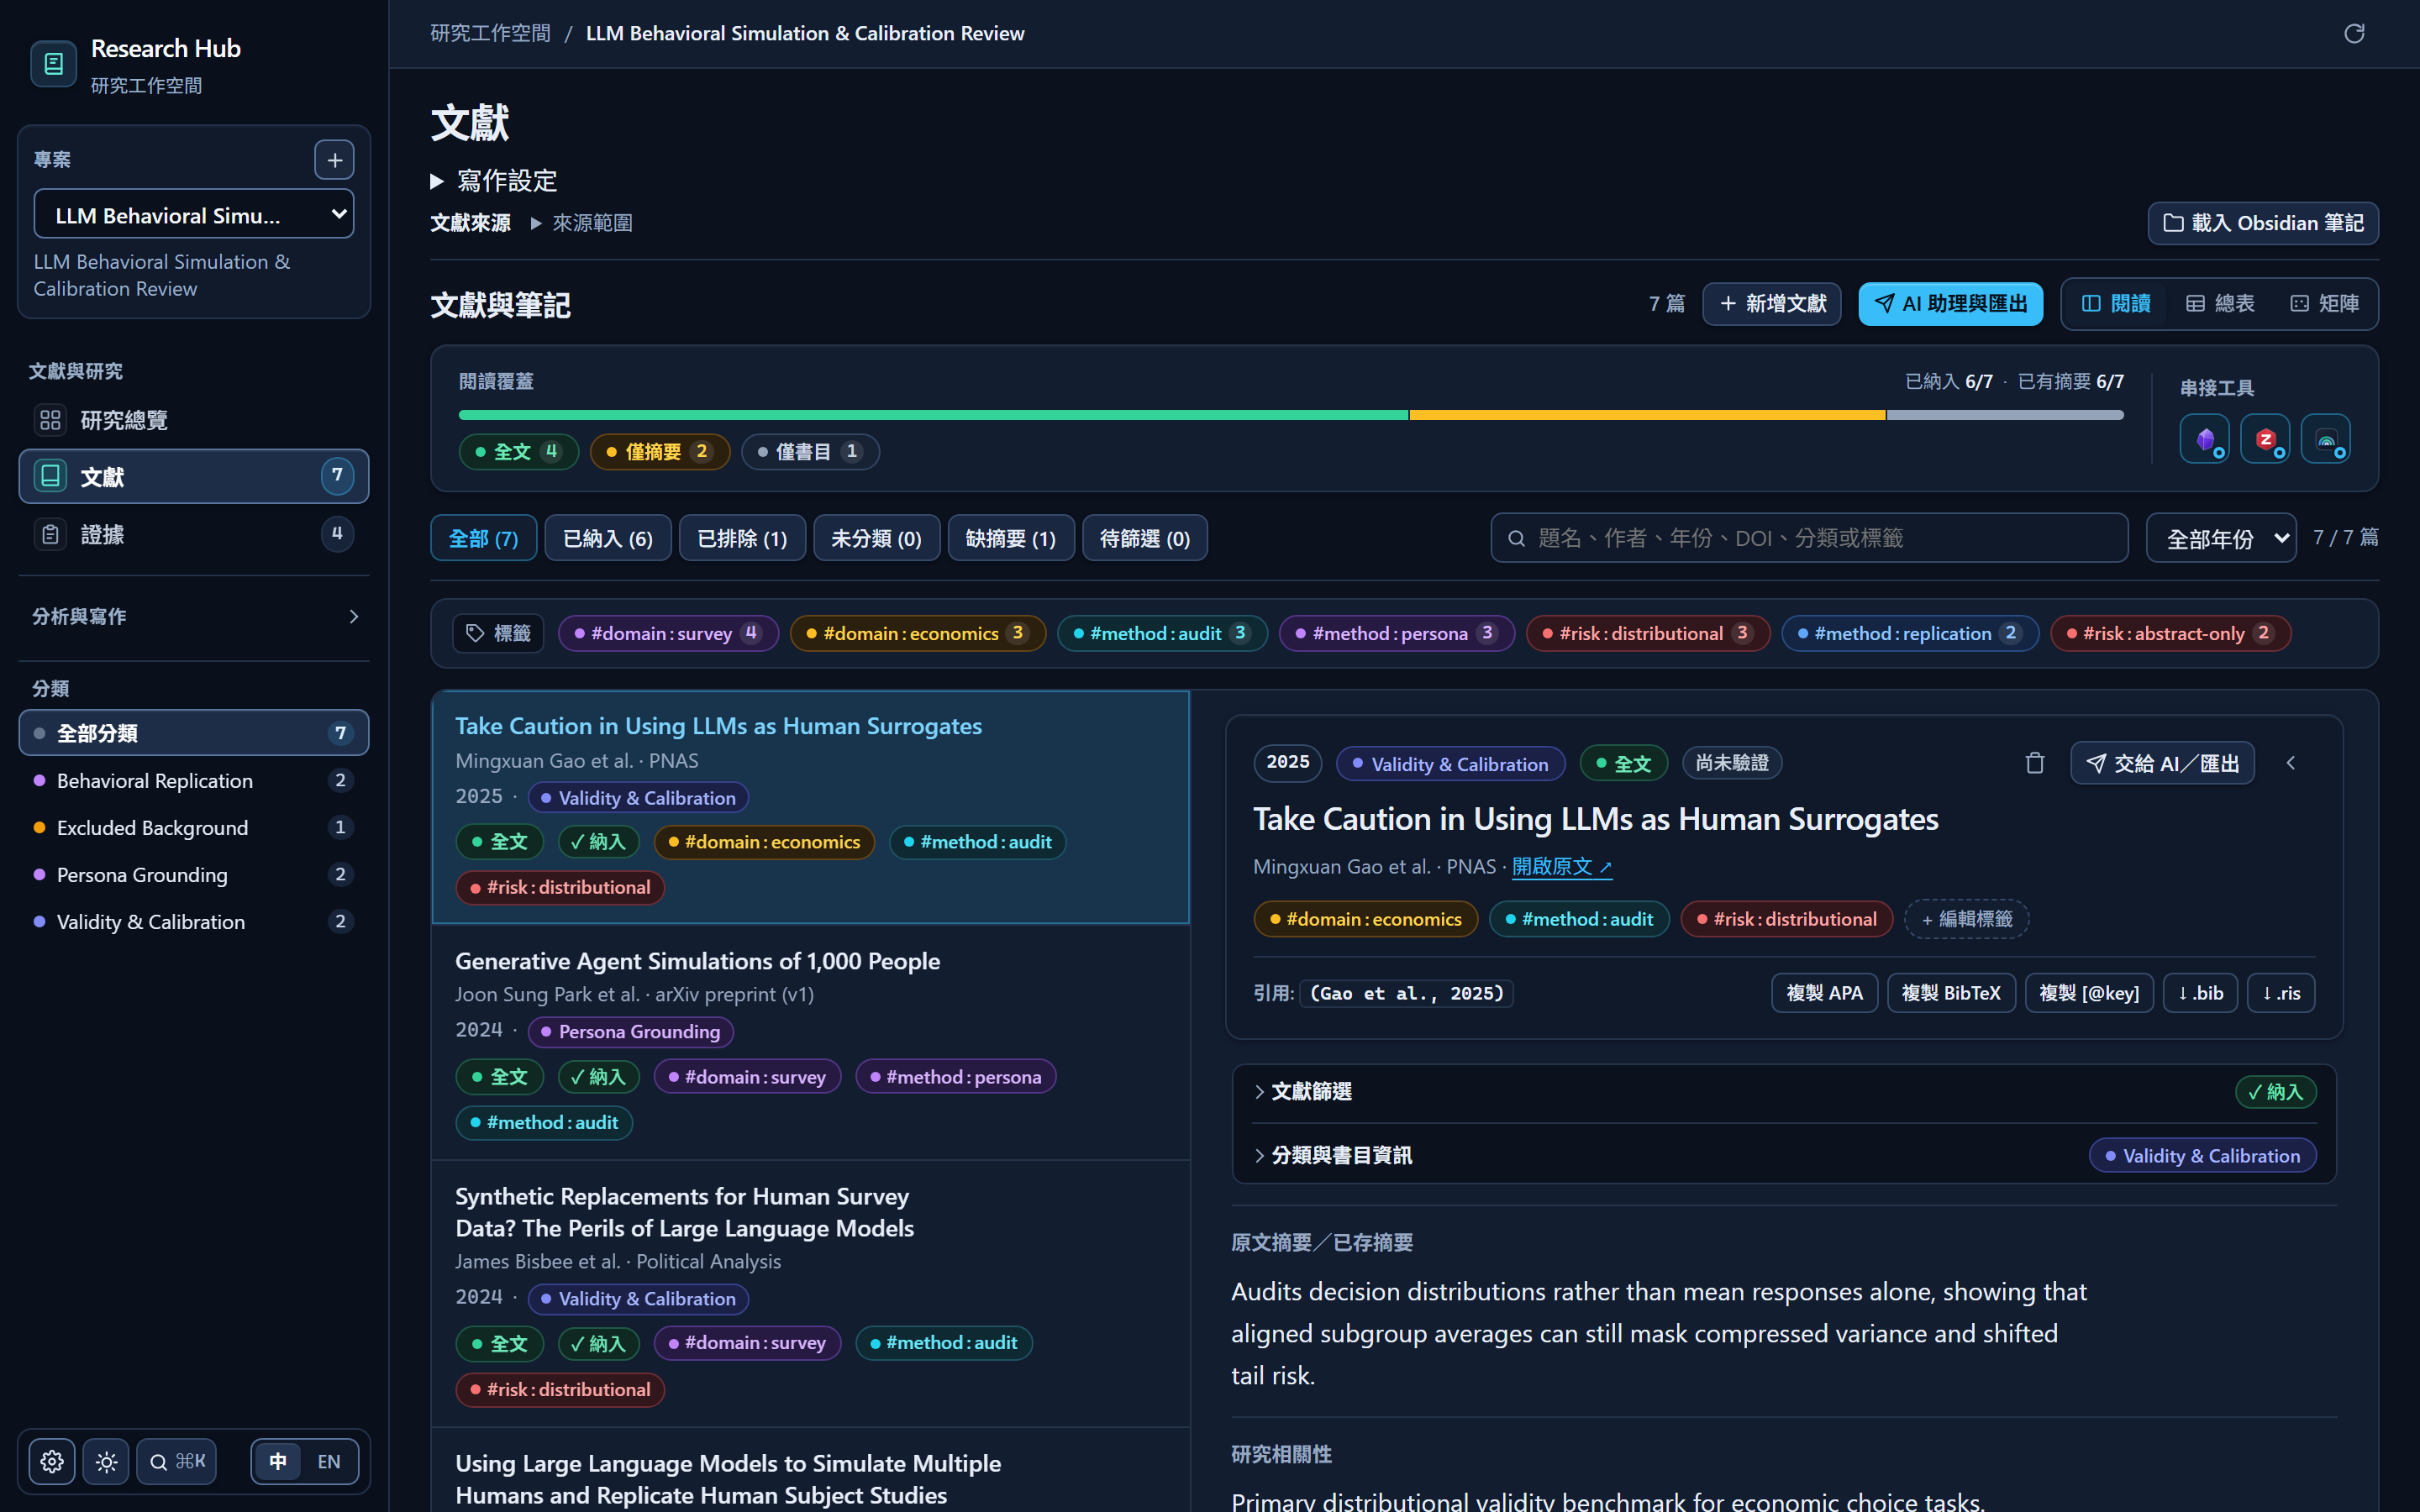 Research Hub
研究工作空間
專案
LLM Behavioral Simu...
LLM Behavioral Simulation &
Calibration Review
文獻與研究
研究總覽
文獻 7
證據 4
分析與寫作
分類
全部分類 7
Behavioral Replication 2
Excluded Background 1
Persona Grounding 2
Validity & Calibration 2
⌘K 中 EN
研究工作空間 / LLM Behavioral Simulation & Calibration Review
文獻
寫作設定
文獻來源 來源範圍 載入 Obsidian 筆記
文獻與筆記 7 篇 + 新增文獻 AI 助理與匯出 閱讀 總表 矩陣
閱讀覆蓋 已納入 6/7 · 已有摘要 6/7 串接工具
全文 4 僅摘要 2 僅書目 1
全部 (7) 已納入 (6) 已排除 (1) 未分類 (0) 缺摘要 (1) 待篩選 (0) 題名、作者、年份、DOI、分類或標籤 全部年份 7 / 7 篇
標籤 #domain:survey 4 #domain:economics 3 #method:audit 3 #method:persona 3 #risk:distributional 3 #method:replication 2 #risk:abstract-only 2
Take Caution in Using LLMs as Human Surrogates
Mingxuan Gao et al. · PNAS
2025 · Validity & Calibration
全文 ✓ 納入 #domain:economics #method:audit
#risk:distributional
Generative Agent Simulations of 1,000 People
Joon Sung Park et al. · arXiv preprint (v1)
2024 · Persona Grounding
全文 ✓ 納入 #domain:survey #method:persona
#method:audit
Synthetic Replacements for Human Survey
Data? The Perils of Large Language Models
James Bisbee et al. · Political Analysis
2024 · Validity & Calibration
全文 ✓ 納入 #domain:survey #method:audit
#risk:distributional
Using Large Language Models to Simulate Multiple
Humans and Replicate Human Subject Studies
2025 Validity & Calibration 全文 尚未驗證 交給 AI／匯出
Take Caution in Using LLMs as Human Surrogates
Mingxuan Gao et al. · PNAS · 開啟原文 ↗
#domain:economics #method:audit #risk:distributional + 編輯標籤
引用: (Gao et al., 2025) 複製 APA 複製 BibTeX 複製 [@key] ↓ .bib ↓ .ris
文獻篩選 ✓ 納入
分類與書目資訊 Validity & Calibration
原文摘要／已存摘要
Audits decision distributions rather than mean responses alone, showing that
aligned subgroup averages can still mask compressed variance and shifted
tail risk.
研究相關性
Primary distributional validity benchmark for economic choice tasks.